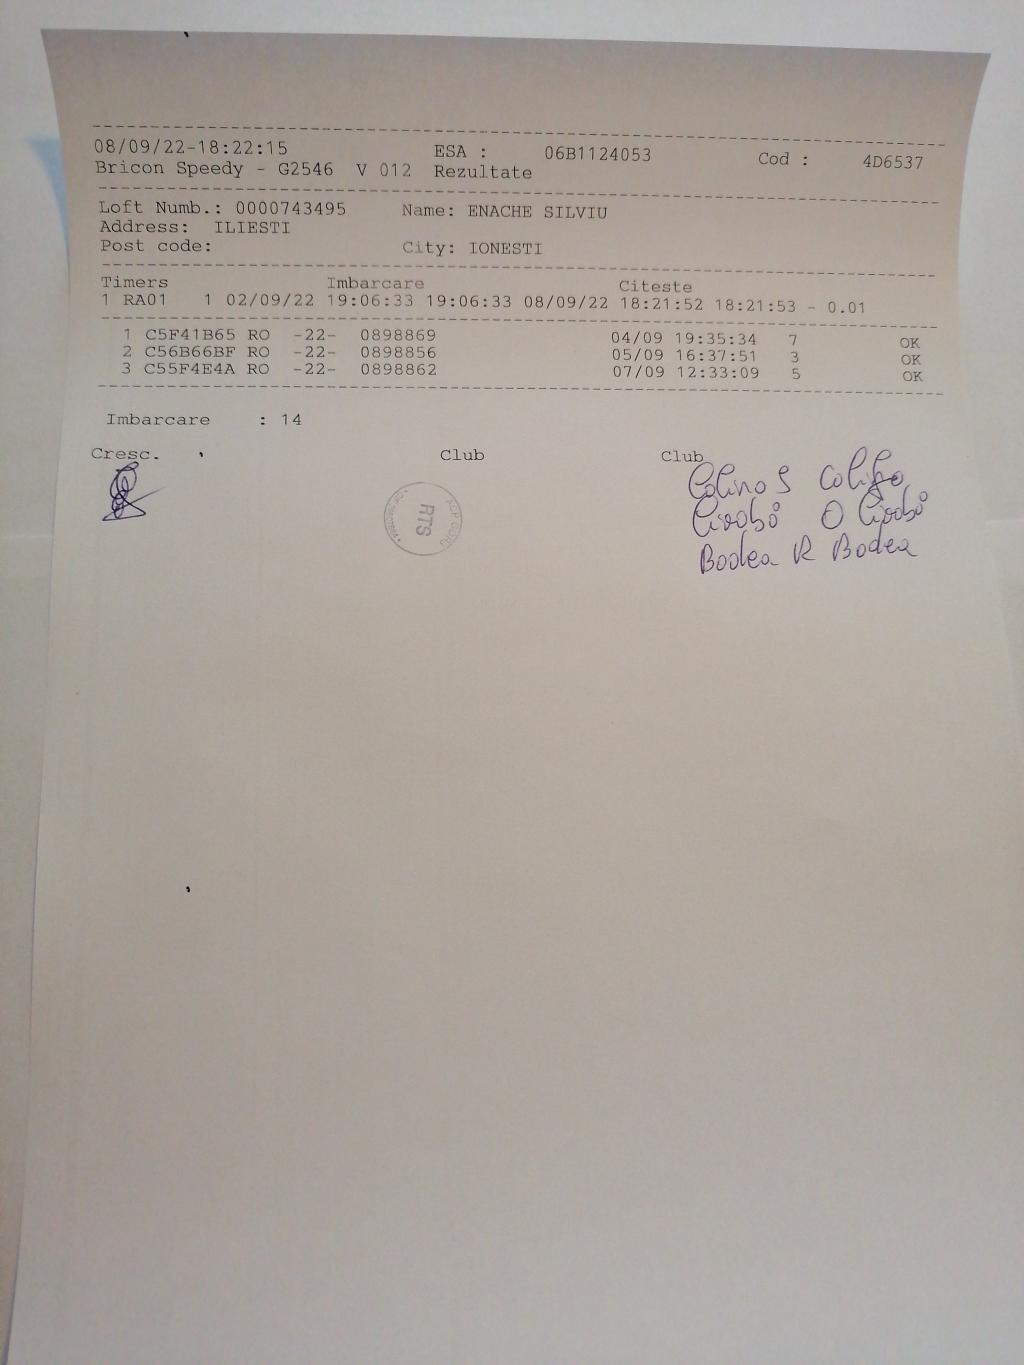 08/09/22-18:22:15 ESA : 06B1124053 Cod : 4D6537
Bricon Speedy - G2546 V 012 Rezultate
Loft Numb.: 0000743495 Name: ENACHE SILVIU
Address: ILIESTI
Post code: City: IONESTI
Timers Imbarcare Citeste
1 RA01 1 02/09/22 19:06:33 19:06:33 08/09/22 18:21:52 18:21:53 - 0.01
1 C5F41B65 RO -22- 0898869 04/09 19:35:34 7 OK
2 C56B66BF RO -22- 0898856 05/09 16:37:51 3 OK
3 C55F4E4A RO -22- 0898862 07/09 12:33:09 5 OK
Imbarcare : 14
Cresc. Club Club
RTS
Bodea R Bodea